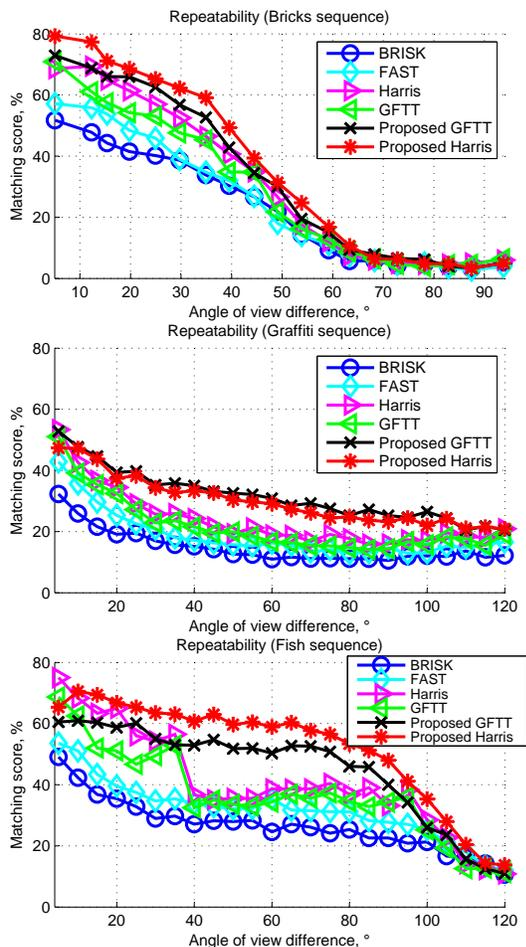 Repeatability (Bricks sequence)
80
60
40
20
0
Matching score, %
BRISK
FAST
Harris
GFTT
Proposed GFTT
Proposed Harris
10 20 30 40 50 60 70 80 90
Angle of view difference, °
Repeatability (Graffiti sequence)
80
60
40
20
0
Matching score, %
BRISK
FAST
Harris
GFTT
Proposed GFTT
Proposed Harris
20 40 60 80 100 120
Angle of view difference, °
Repeatability (Fish sequence)
80
60
40
20
0
Matching score, %
BRISK
FAST
Harris
GFTT
Proposed GFTT
Proposed Harris
20 40 60 80 100 120
Angle of view difference, °